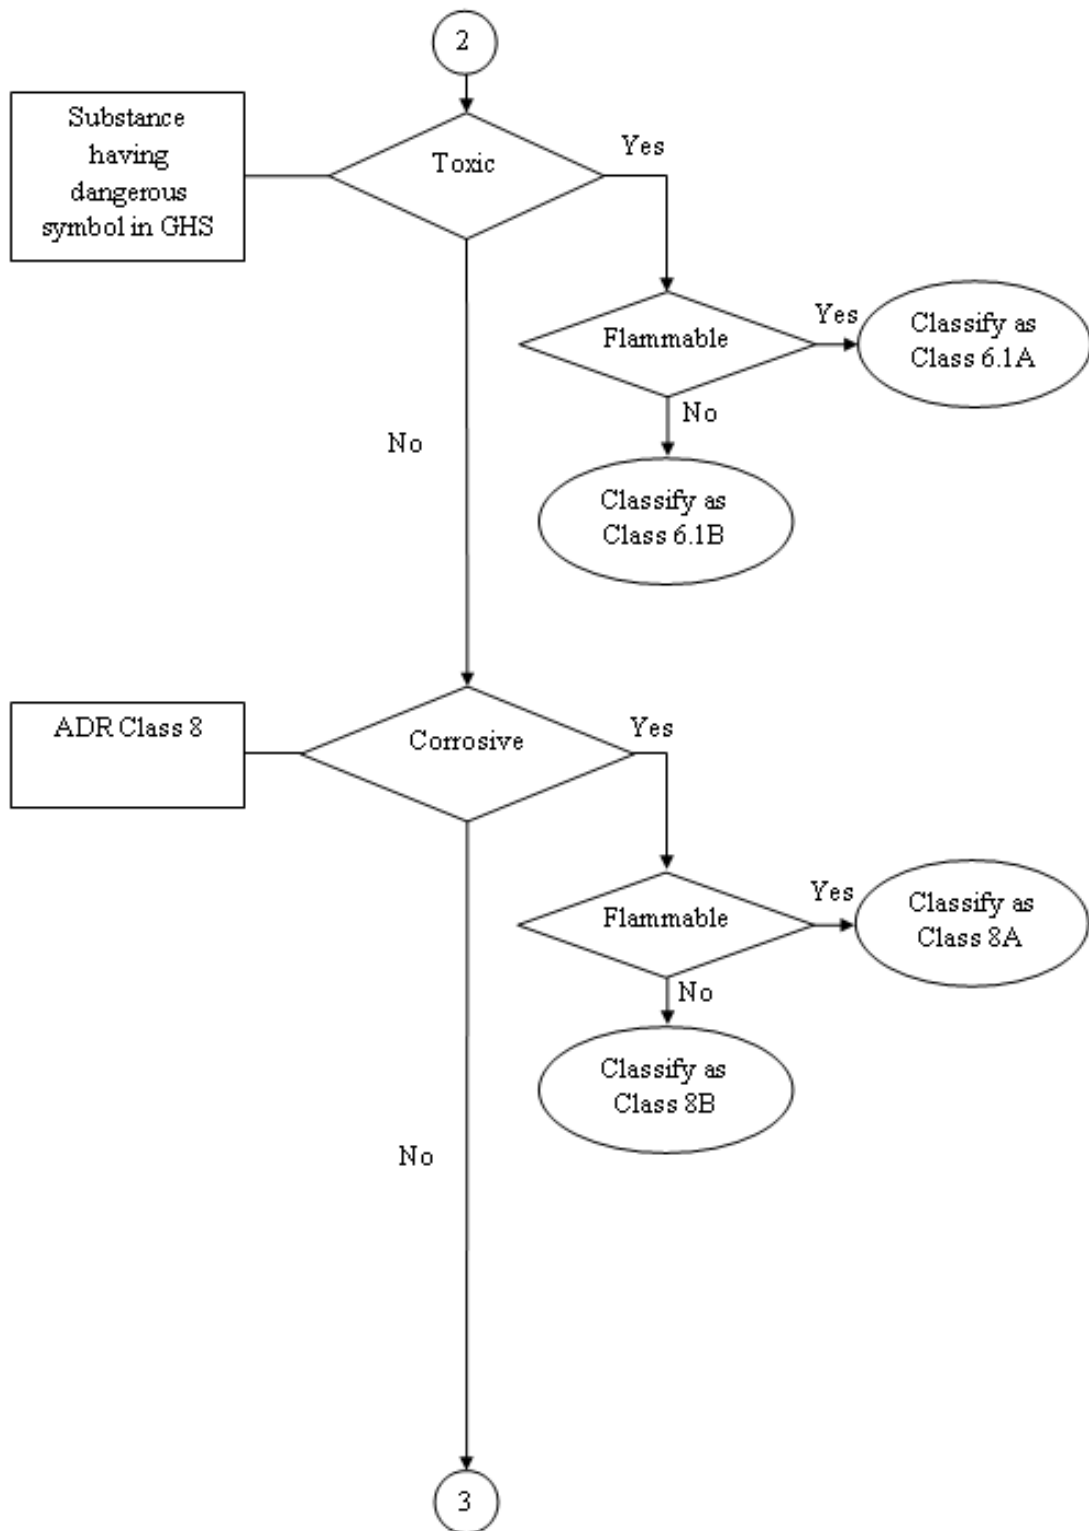 2
Substance
having
dangerous
symbol in GHS
Toxic
Yes
Flammable
Yes
Classify as
Class 6.1A
No
Classify as
Class 6.1B
No
ADR Class 8
Corrosive
Yes
Flammable
Yes
Classify as
Class 8A
No
Classify as
Class 8B
No
3